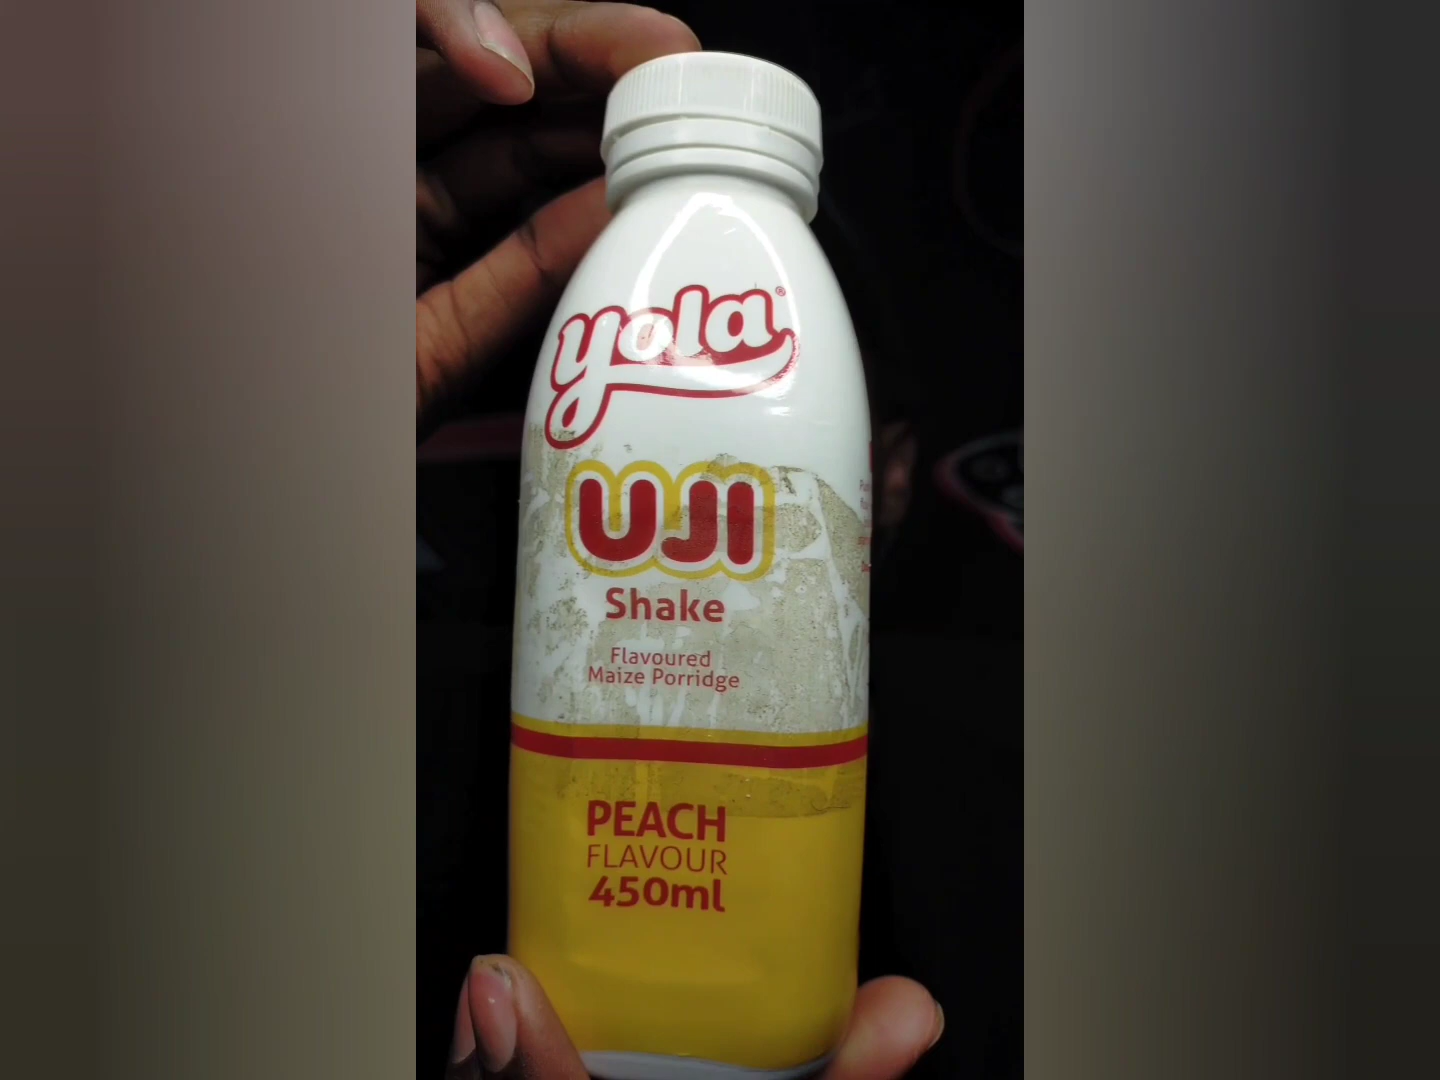 yola®
UJI
Shake
Flavoured
Maize Porridge
PEACH
FLAVOUR
450ml